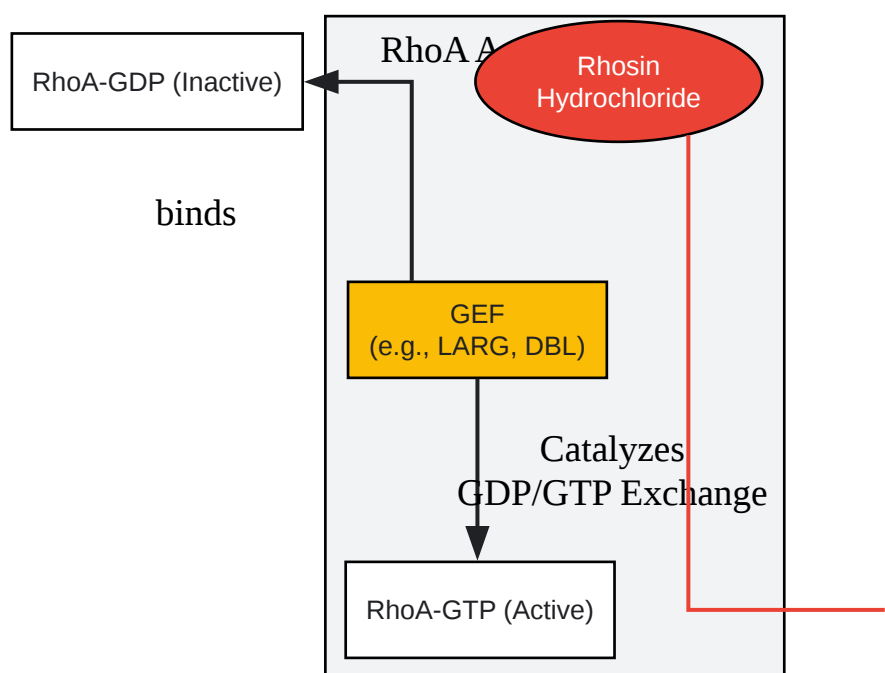 RhoA
Rhosin
Hydrochloride
RhoA-GDP (Inactive)
binds
GEF
(e.g., LARG, DBL)
Catalyzes
GDP/GTP Exchange
RhoA-GTP (Active)